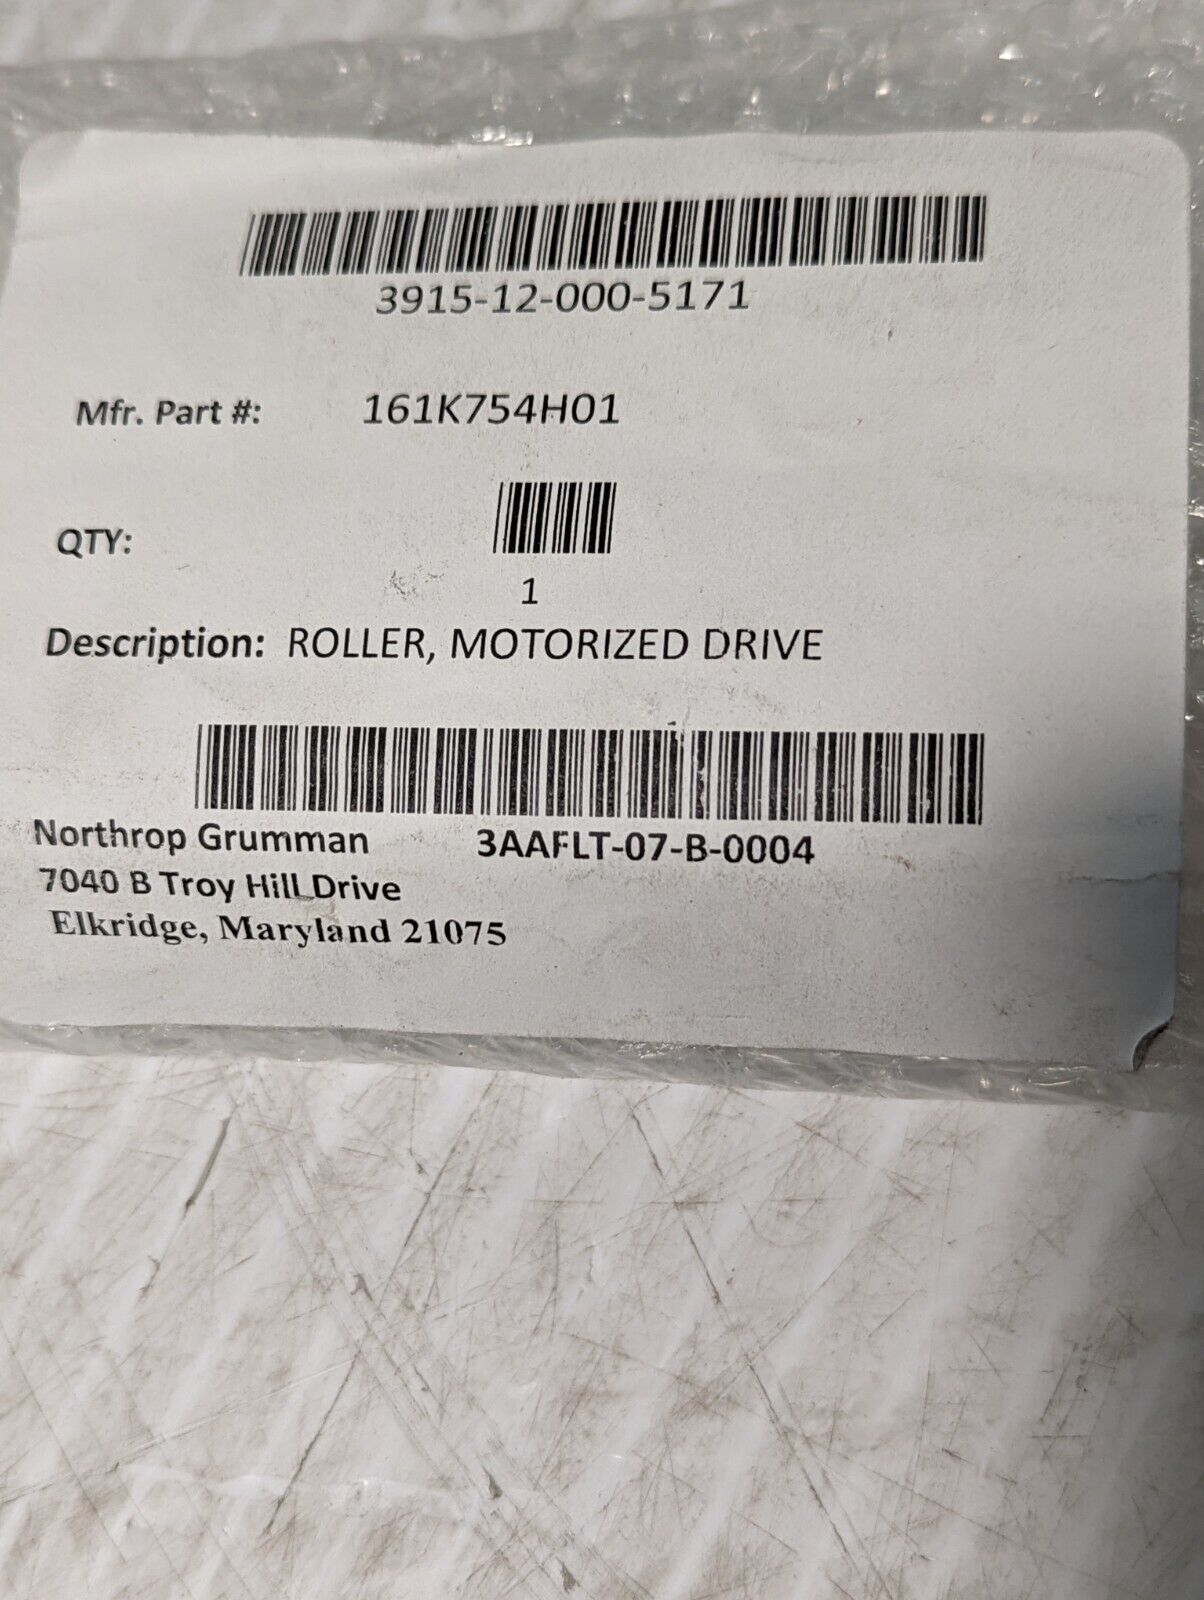 3915-12-000-5171
Mfr. Part #: 161K754H01
QTY:
1
Description: ROLLER, MOTORIZED DRIVE
Northrop Grumman 3AAFLT-07-B-0004
7040 B Troy Hill Drive
Elkridge, Maryland 21075